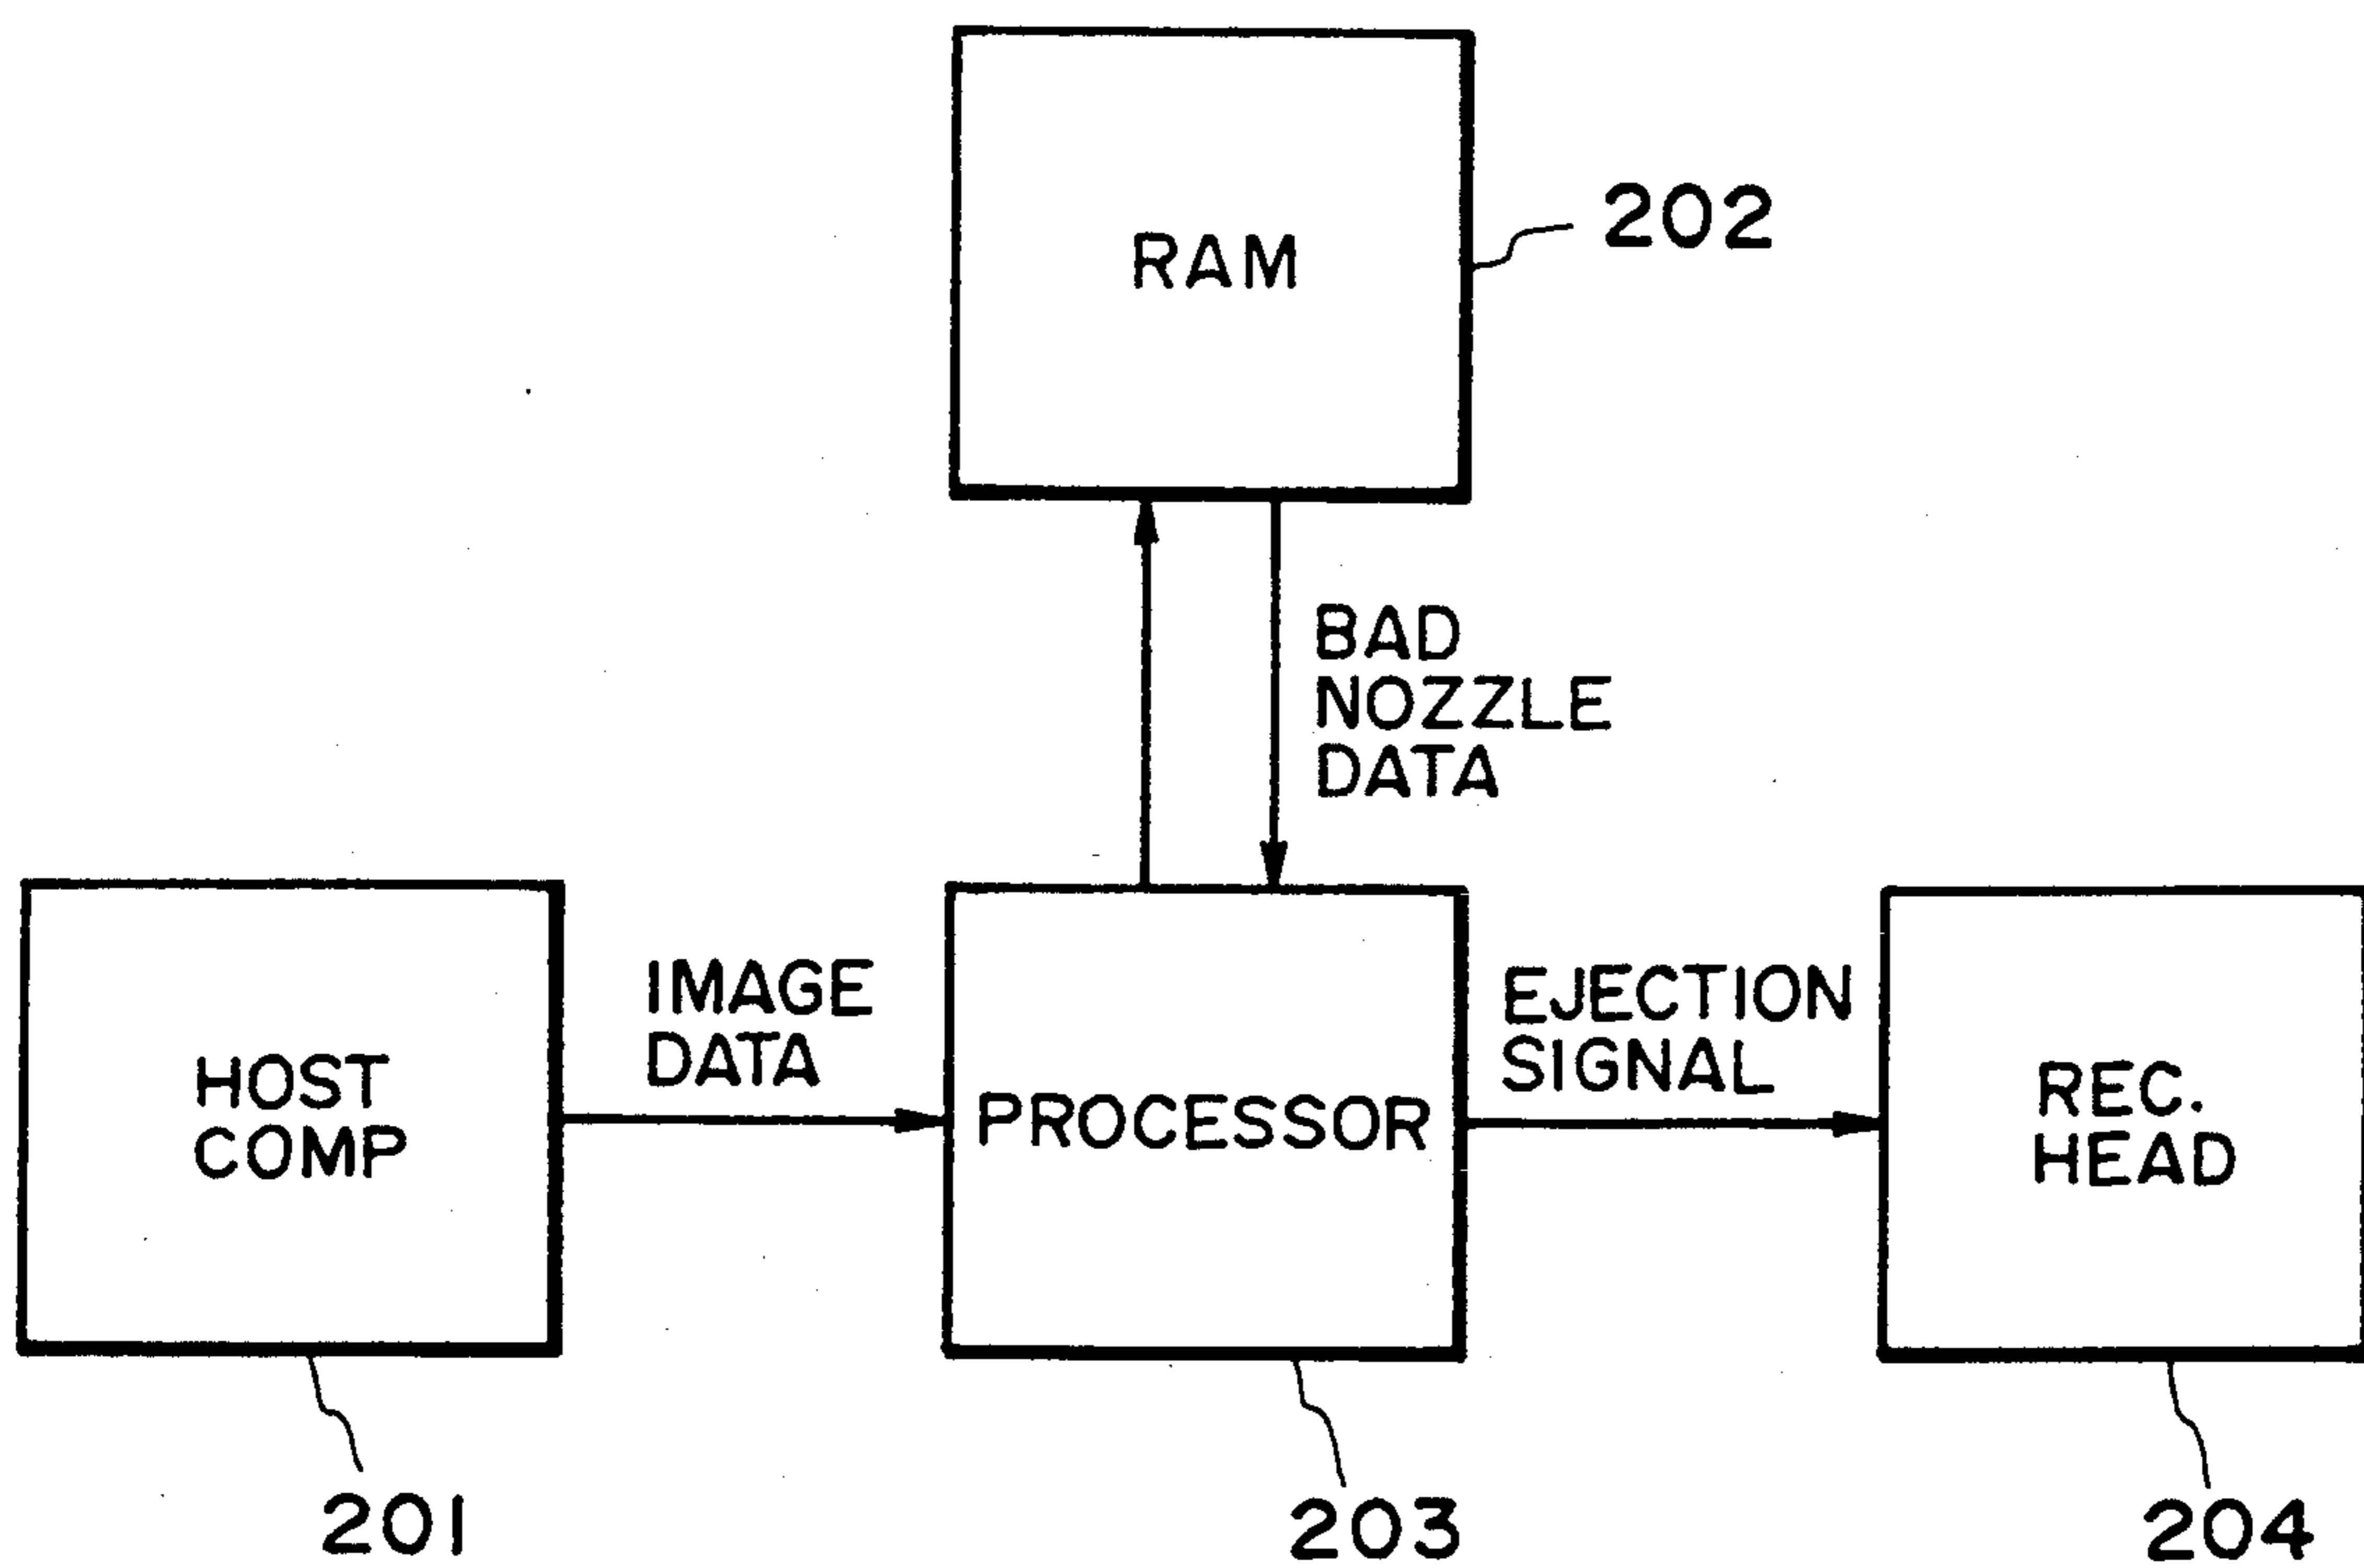 RAM
202
BAD
NOZZLE
DATA
HOST
COMP
IMAGE
DATA
PROCESSOR
EJECTION
SIGNAL
REC.
HEAD
201
203
204